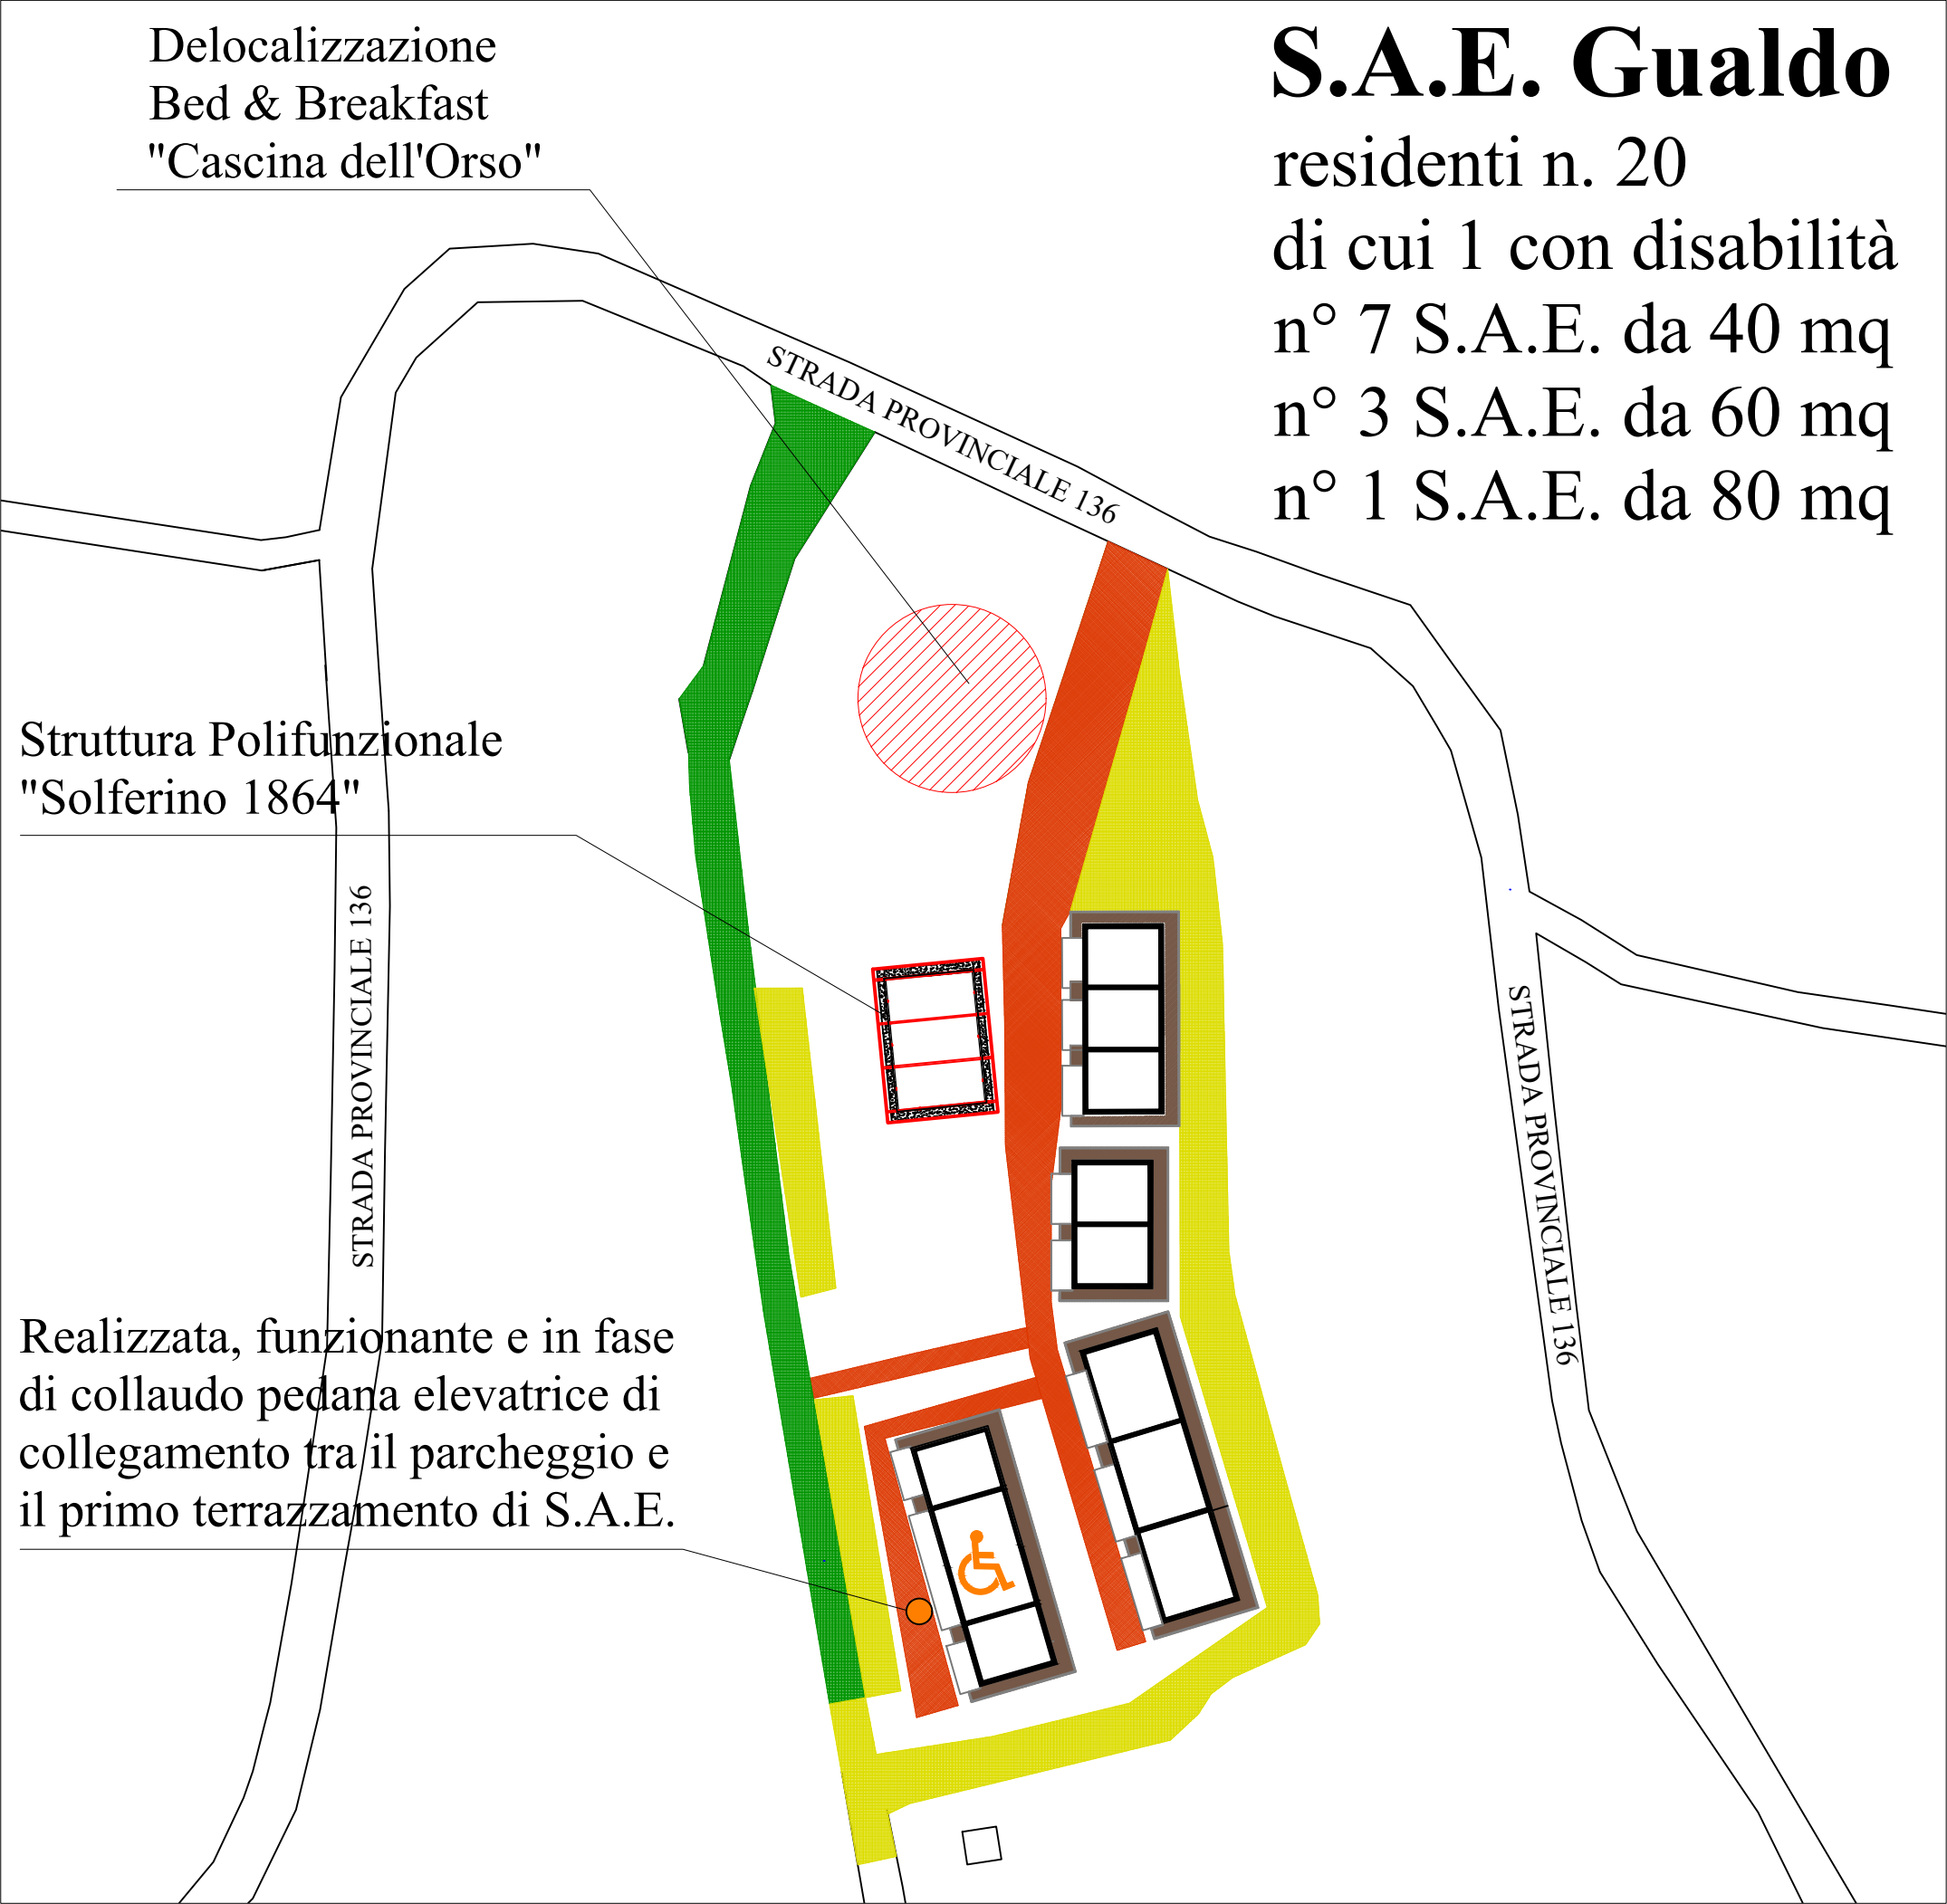 Delocalizzazione
Bed & Breakfast
"Cascina dell'Orso"
S.A.E. Gualdo
residenti n. 20
di cui 1 con disabilità
n° 7 S.A.E. da 40 mq
n° 3 S.A.E. da 60 mq
n° 1 S.A.E. da 80 mq
STRADA PROVINCIALE 136
Struttura Polifunzionale
"Solferino 1864"
STRADA PROVINCIALE 136
STRADA PROVINCIALE 136
Realizzata, funzionante e in fase
di collaudo pedana elevatrice di
collegamento tra il parcheggio e
il primo terrazzamento di S.A.E.